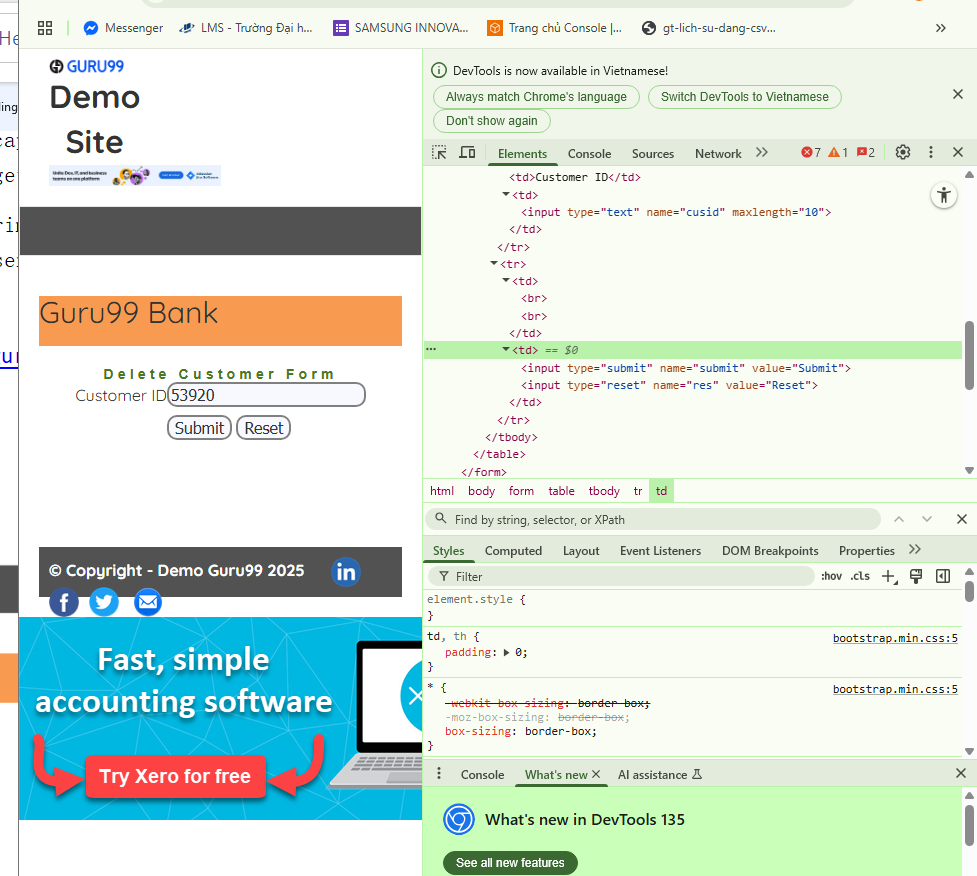 Messenger
LMS - Trường Đại h...
SAMSUNG INNOVA...
Trang chủ Console |...
gt-lich-su-dang-csv...
»
GURU99
Demo
Site
Guru99 Bank
Delete Customer Form
Customer ID 53920
Submit Reset
© Copyright - Demo Guru99 2025
in
Fast, simple
accounting software
Try Xero for free
DevTools is now available in Vietnamese!
Always match Chrome's language
Switch DevTools to Vietnamese
Don't show again
Elements Console Sources Network » 7 1 2
<td>Customer ID</td>
<td>
<input type="text" name="cusid" maxlength="10">
</td>
</tr>
<tr>
<td>
<br>
<br>
</td>
<td> == $0
<input type="submit" name="submit" value="Submit">
<input type="reset" name="res" value="Reset">
</td>
</tr>
</tbody>
</table>
</form>
html body form table tbody tr td
Find by string, selector, or XPath
Styles Computed Layout Event Listeners DOM Breakpoints Properties »
Filter :hov .cls
element.style {
}
td, th { bootstrap.min.css:5
padding: 0;
}
* { bootstrap.min.css:5
-webkit-box-sizing: border-box;
-moz-box-sizing: border-box;
box-sizing: border-box;
}
Console What's new AI assistance
What's new in DevTools 135
See all new features